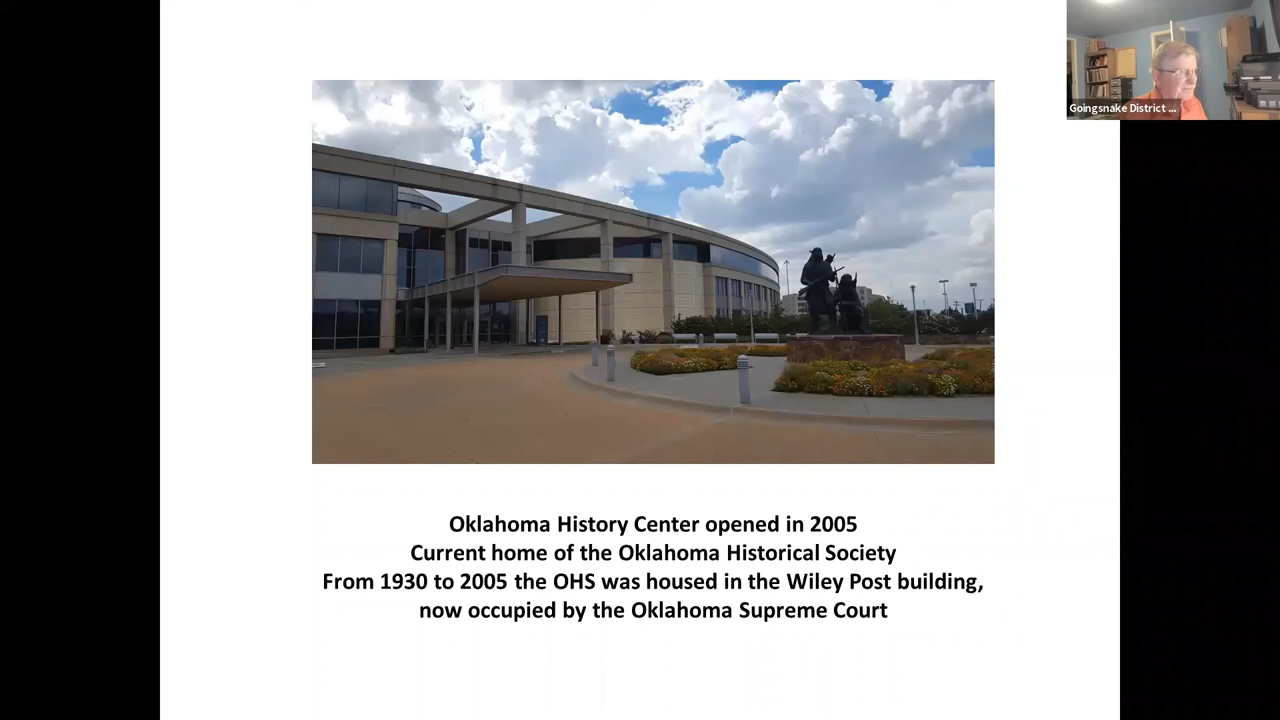 Goingsnake District ...
Oklahoma History Center opened in 2005
Current home of the Oklahoma Historical Society
From 1930 to 2005 the OHS was housed in the Wiley Post building,
now occupied by the Oklahoma Supreme Court